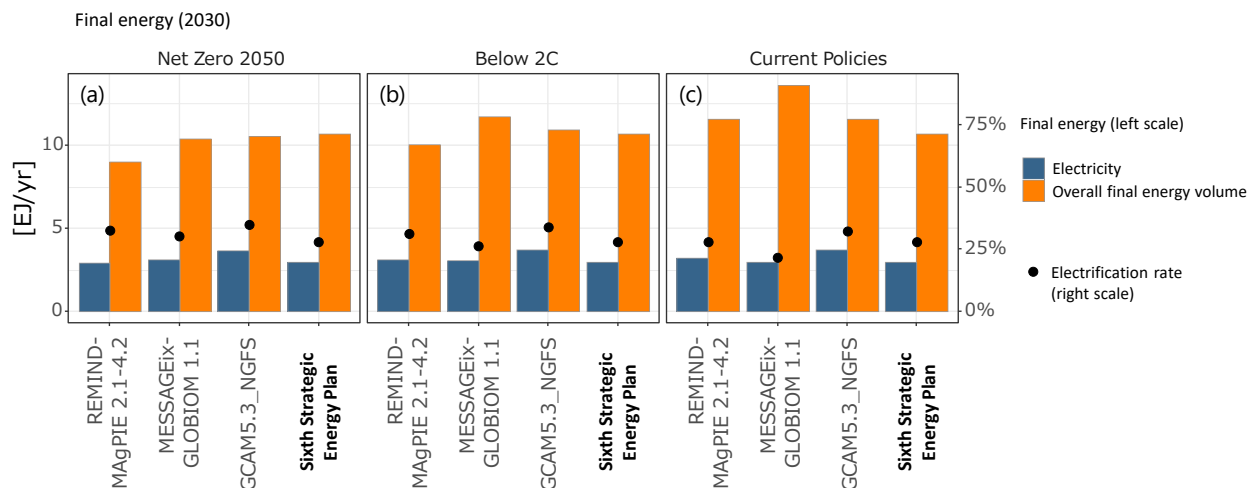 Final energy (2030)
Net Zero 2050
Below 2C
Current Policies
(a)
(b)
(c)
[EJ/yr]
10
5
0
75%
50%
25%
0%
Final energy (left scale)
Electricity
Overall final energy volume
Electrification rate
(right scale)
REMIND-
MAgPIE 2.1-4.2
MESSAGEix-
GLOBIOM 1.1
GCAM5.3_NGFS
Sixth Strategic
Energy Plan
REMIND-
MAgPIE 2.1-4.2
MESSAGEix-
GLOBIOM 1.1
GCAM5.3_NGFS
Sixth Strategic
Energy Plan
REMIND-
MAgPIE 2.1-4.2
MESSAGEix-
GLOBIOM 1.1
GCAM5.3_NGFS
Sixth Strategic
Energy Plan